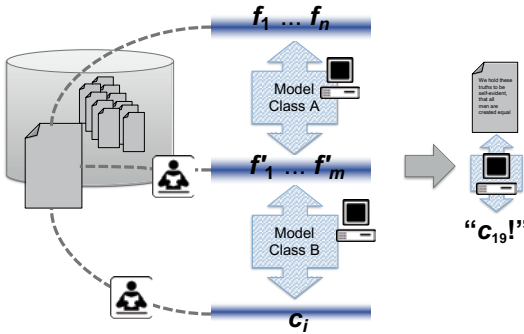 f1 … fn
Model
Class A
f'1 … f'm
Model
Class B
ci
We hold these
truths to be
self-evident,
that all
men are
created equal
“c19!”